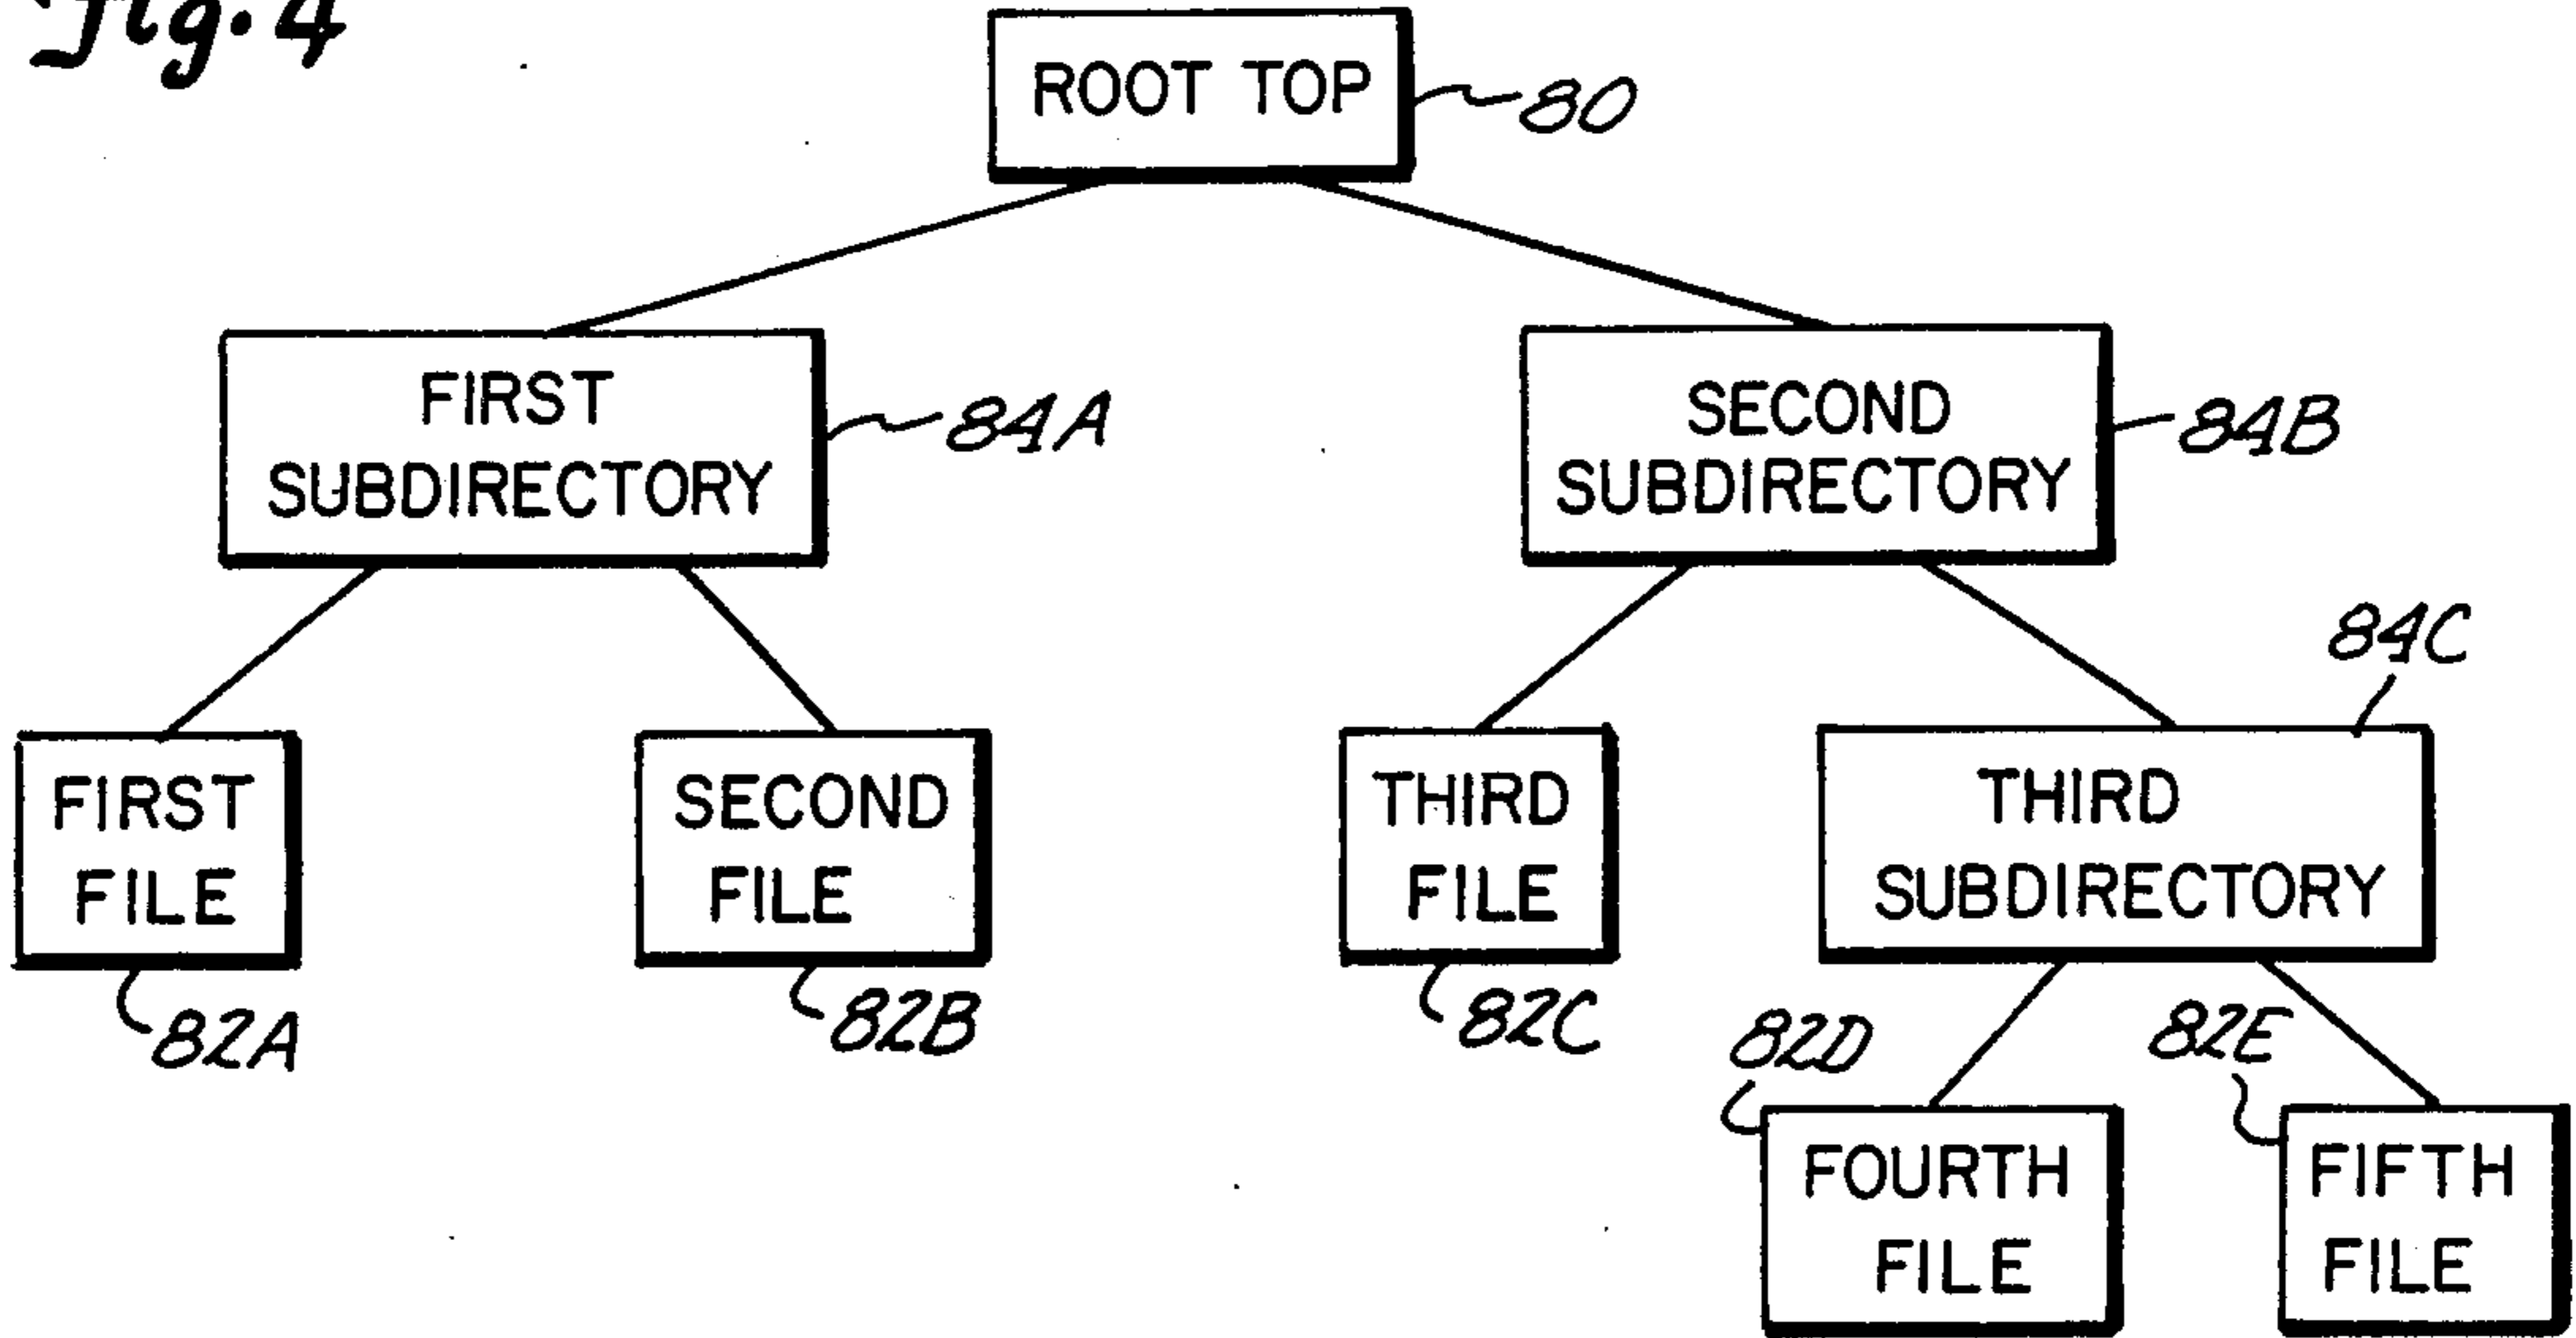 Fig. 4
ROOT TOP
80
FIRST
SUBDIRECTORY
84A
SECOND
SUBDIRECTORY
84B
84C
FIRST
FILE
82A
SECOND
FILE
82B
THIRD
FILE
82C
THIRD
SUBDIRECTORY
82D
82E
FOURTH
FILE
FIFTH
FILE